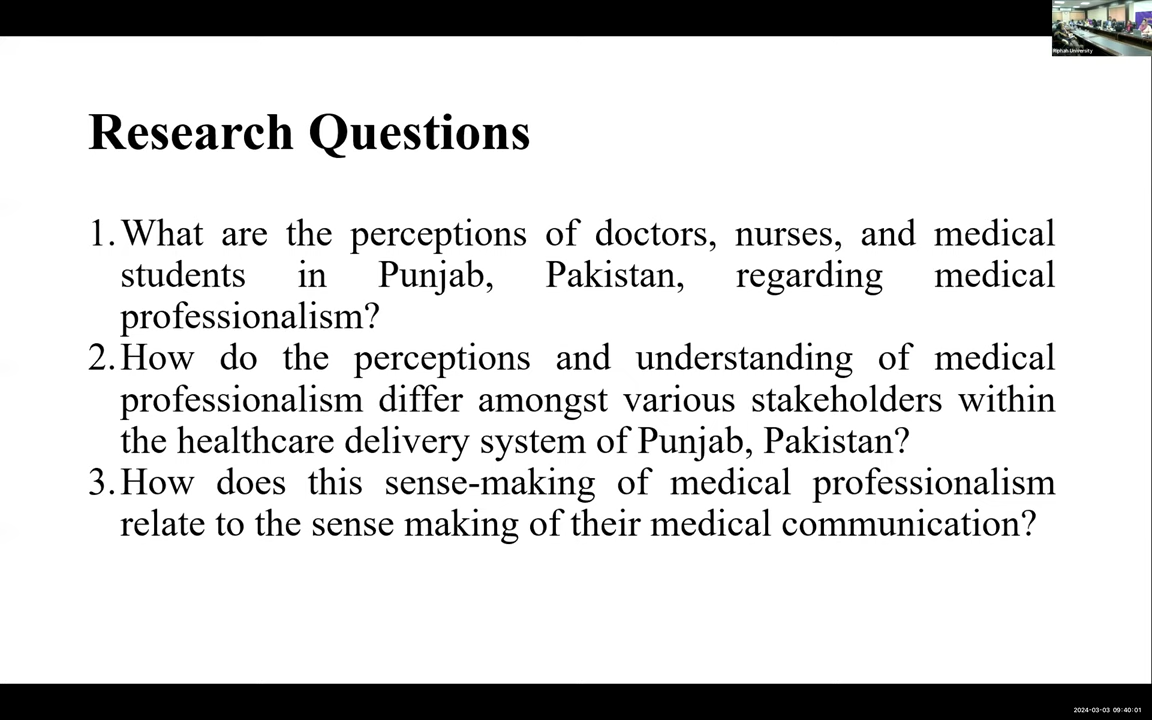 Riphah University
Research Questions
1. What are the perceptions of doctors, nurses, and medical
students in Punjab, Pakistan, regarding medical
professionalism?
2. How do the perceptions and understanding of medical
professionalism differ amongst various stakeholders within
the healthcare delivery system of Punjab, Pakistan?
3. How does this sense-making of medical professionalism
relate to the sense making of their medical communication?
2024-03-03 09:40:01